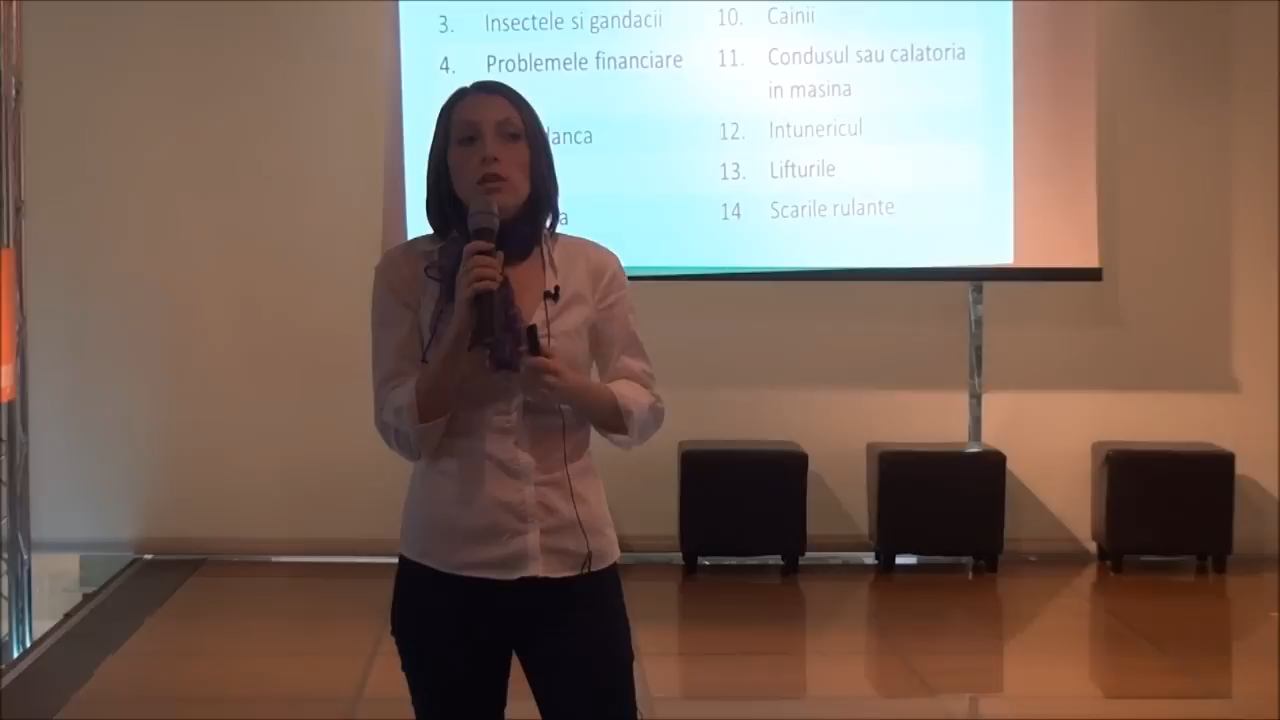 3. Insectele si gandacii
4. Problemele financiare
10. Cainii
11. Condusul sau calatoria
in masina
12. Intunericul
13. Lifturile
14 Scarile rulante